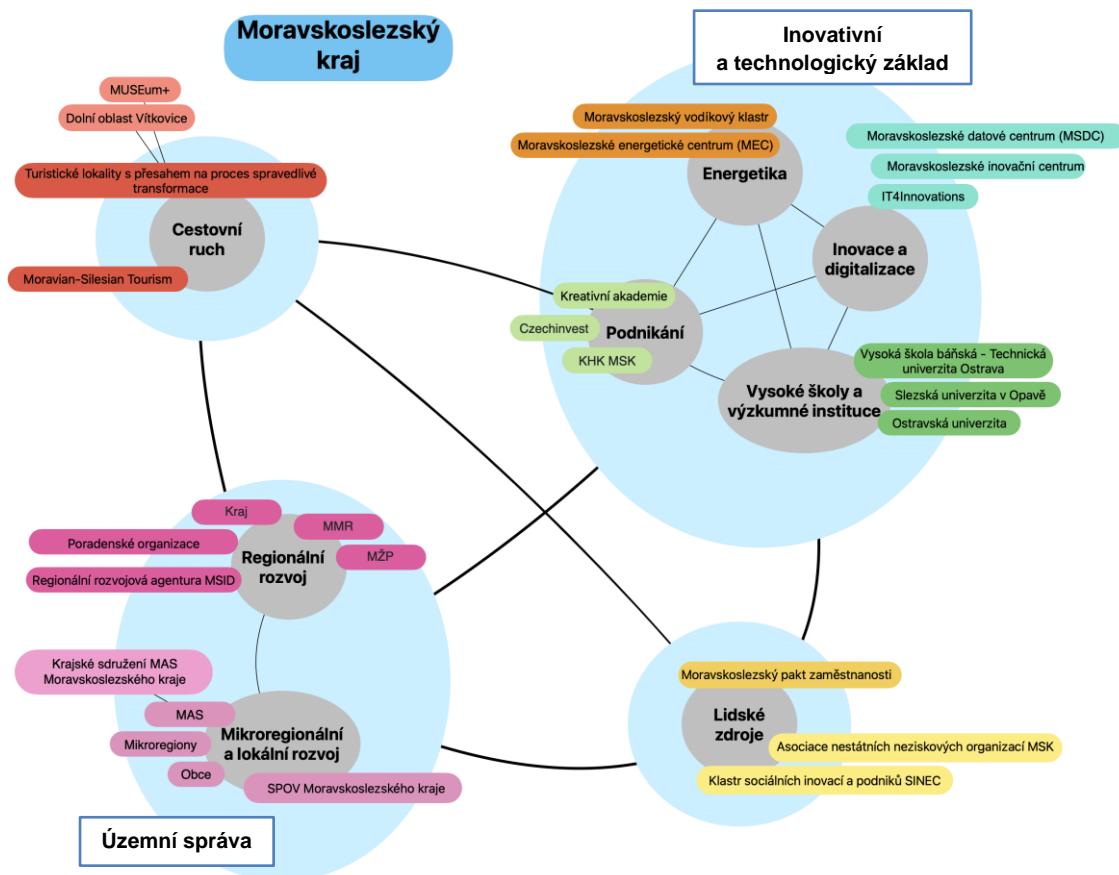 Moravskoslezský
kraj
Inovativní
a technologický základ
MUSEum+
Dolní oblast Vítkovice
Turistické lokality s přesahem na proces spravedlivé
transformace
Cestovní
ruch
Moravian-Silesian Tourism
Moravskoslezský vodíkový klastr
Moravskoslezské energetické centrum (MEC)
Energetika
Moravskoslezské datové centrum (MSDC)
Moravskoslezské inovační centrum
IT4Innovations
Inovace a
digitalizace
Kreativní akademie
Czechinvest
Podnikání
KHK MSK
Vysoká škola báňská - Technická
univerzita Ostrava
Vysoké školy a
výzkumné instituce
Slezská univerzita v Opavě
Ostravská univerzita
Kraj
MMR
Poradenské organizace
MŽP
Regionální
rozvoj
Regionální rozvojová agentura MSID
Krajské sdružení MAS
Moravskoslezského kraje
MAS
Mikroregiony
Mikroregionální
a lokální rozvoj
Obce
SPOV Moravskoslezského kraje
Územní správa
Moravskoslezský pakt zaměstnanosti
Lidské
zdroje
Asociace nestátních neziskových organizací MSK
Klastr sociálních inovací a podniků SINEC